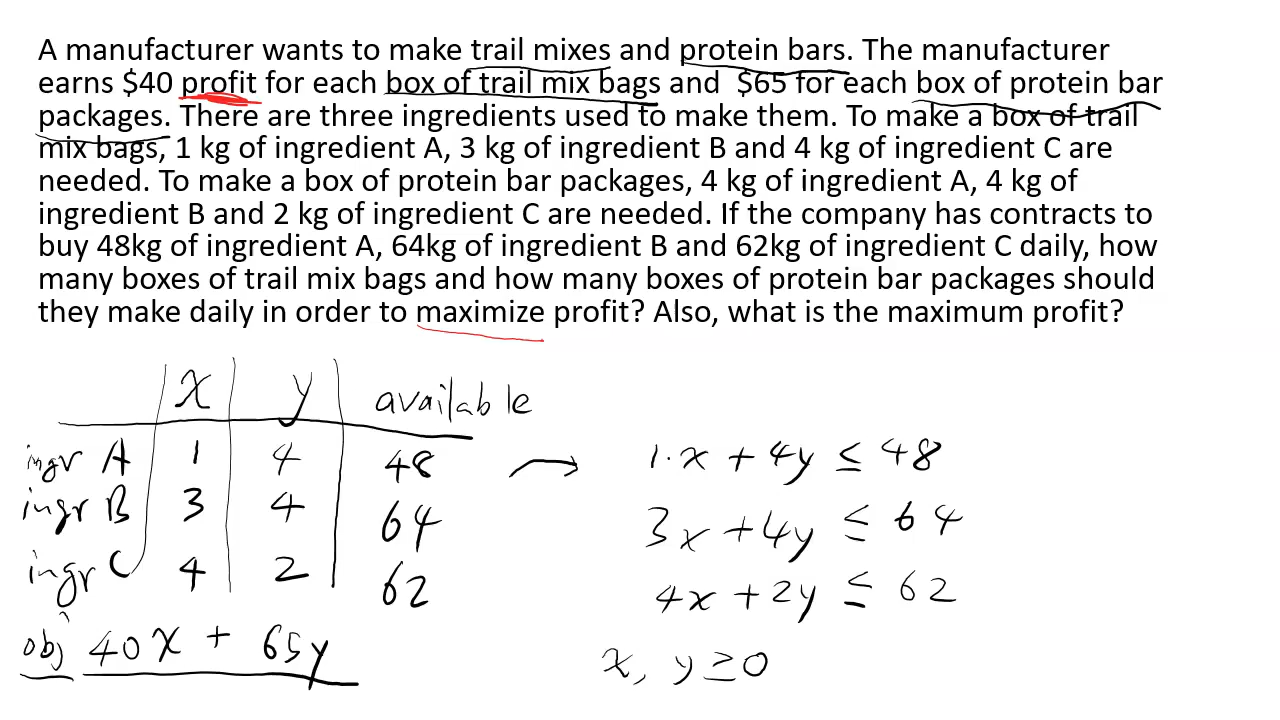 A manufacturer wants to make trail mixes and protein bars. The manufacturer
earns $40 profit for each box of trail mix bags and $65 for each box of protein bar
packages. There are three ingredients used to make them. To make a box of trail
mix bags, 1 kg of ingredient A, 3 kg of ingredient B and 4 kg of ingredient C are
needed. To make a box of protein bar packages, 4 kg of ingredient A, 4 kg of
ingredient B and 2 kg of ingredient C are needed. If the company has contracts to
buy 48kg of ingredient A, 64kg of ingredient B and 62kg of ingredient C daily, how
many boxes of trail mix bags and how many boxes of protein bar packages should
they make daily in order to maximize profit? Also, what is the maximum profit?
x y available
ingr A 1 4 48 → 1·x + 4y ≤ 48
ingr B 3 4 64 3x + 4y ≤ 64
ingr C 4 2 62 4x + 2y ≤ 62
obj 40x + 65y x, y ≥ 0